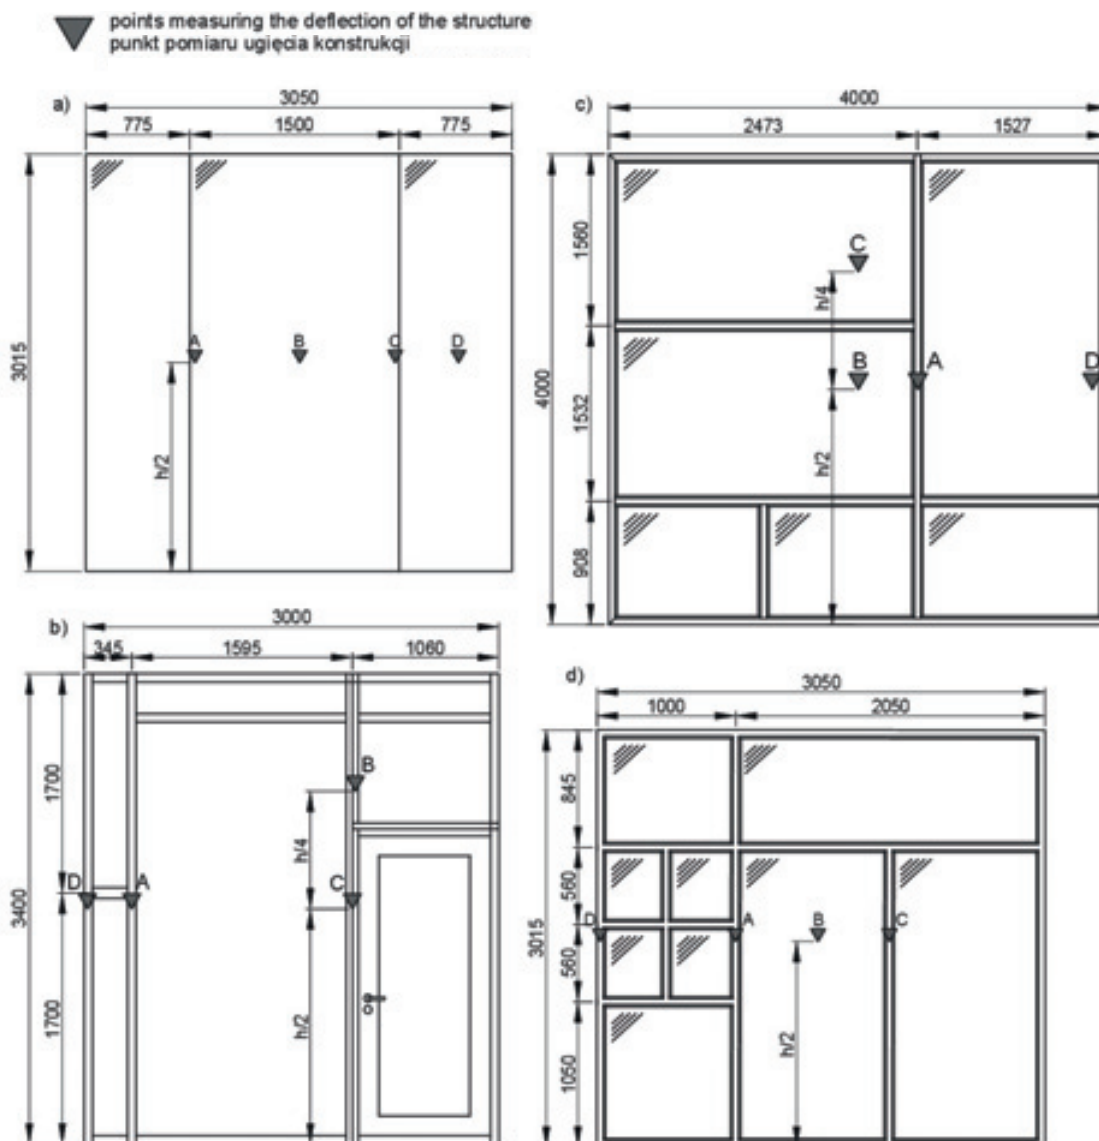 points measuring the deflection of the structure
punkt pomiaru ugięcia konstrukcji
a)
3050
775 1500 775
3015
A B C D
h/2
c)
4000
2473 1527
4000
1560
1532
908
C
h/4
B A D
h/2
b)
3000
345 1595 1060
3400
1700
1700
B
h/4
D A C
h/2
d)
3050
1000 2050
3015
845
560
560
1050
D A B C
h/2